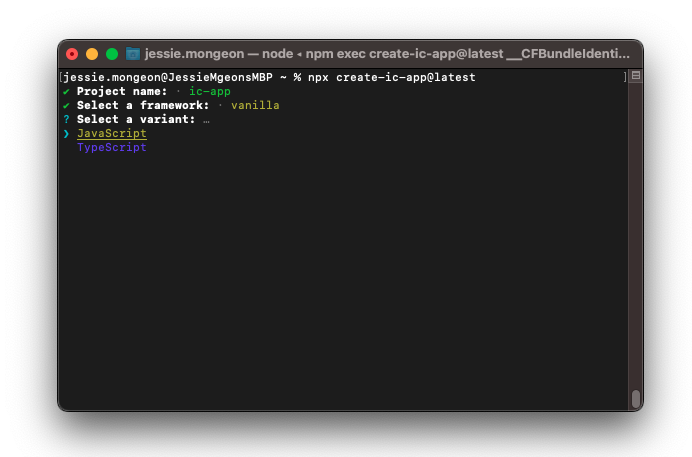 jessie.mongeon — node ◂ npm exec create-ic-app@latest __CFBundleIdenti...
[jessie.mongeon@JessieMgeonsMBP ~ % npx create-ic-app@latest ]
✔ Project name: · ic-app
✔ Select a framework: · vanilla
? Select a variant: …
❯ JavaScript
TypeScript